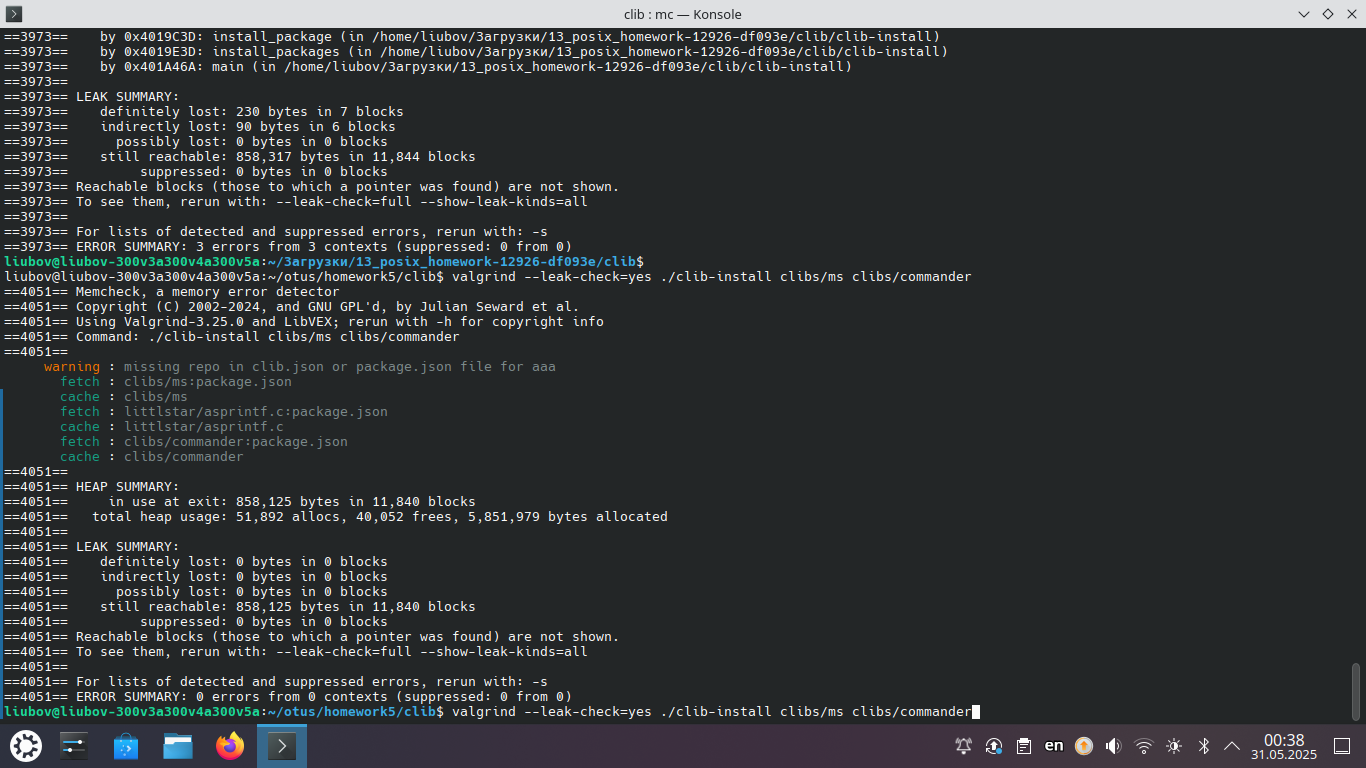 clib : mc — Konsole
==3973==    by 0x4019C3D: install_package (in /home/liubov/Загрузки/13_posix_homework-12926-df093e/clib/clib-install)
==3973==    by 0x4019E3D: install_packages (in /home/liubov/Загрузки/13_posix_homework-12926-df093e/clib/clib-install)
==3973==    by 0x401A46A: main (in /home/liubov/Загрузки/13_posix_homework-12926-df093e/clib/clib-install)
==3973==
==3973== LEAK SUMMARY:
==3973==    definitely lost: 230 bytes in 7 blocks
==3973==    indirectly lost: 90 bytes in 6 blocks
==3973==      possibly lost: 0 bytes in 0 blocks
==3973==    still reachable: 858,317 bytes in 11,844 blocks
==3973==         suppressed: 0 bytes in 0 blocks
==3973== Reachable blocks (those to which a pointer was found) are not shown.
==3973== To see them, rerun with: --leak-check=full --show-leak-kinds=all
==3973==
==3973== For lists of detected and suppressed errors, rerun with: -s
==3973== ERROR SUMMARY: 3 errors from 3 contexts (suppressed: 0 from 0)
liubov@liubov-300v3a300v4a300v5a:~/Загрузки/13_posix_homework-12926-df093e/clib$
liubov@liubov-300v3a300v4a300v5a:~/otus/homework5/clib$ valgrind --leak-check=yes ./clib-install clibs/ms clibs/commander
==4051== Memcheck, a memory error detector
==4051== Copyright (C) 2002-2024, and GNU GPL'd, by Julian Seward et al.
==4051== Using Valgrind-3.25.0 and LibVEX; rerun with -h for copyright info
==4051== Command: ./clib-install clibs/ms clibs/commander
==4051==
     warning : missing repo in clib.json or package.json file for aaa
       fetch : clibs/ms:package.json
       cache : clibs/ms
       fetch : littlstar/asprintf.c:package.json
       cache : littlstar/asprintf.c
       fetch : clibs/commander:package.json
       cache : clibs/commander
==4051==
==4051== HEAP SUMMARY:
==4051==     in use at exit: 858,125 bytes in 11,840 blocks
==4051==   total heap usage: 51,892 allocs, 40,052 frees, 5,851,979 bytes allocated
==4051==
==4051== LEAK SUMMARY:
==4051==    definitely lost: 0 bytes in 0 blocks
==4051==    indirectly lost: 0 bytes in 0 blocks
==4051==      possibly lost: 0 bytes in 0 blocks
==4051==    still reachable: 858,125 bytes in 11,840 blocks
==4051==         suppressed: 0 bytes in 0 blocks
==4051== Reachable blocks (those to which a pointer was found) are not shown.
==4051== To see them, rerun with: --leak-check=full --show-leak-kinds=all
==4051==
==4051== For lists of detected and suppressed errors, rerun with: -s
==4051== ERROR SUMMARY: 0 errors from 0 contexts (suppressed: 0 from 0)
liubov@liubov-300v3a300v4a300v5a:~/otus/homework5/clib$ valgrind --leak-check=yes ./clib-install clibs/ms clibs/commander
en
00:38
31.05.2025